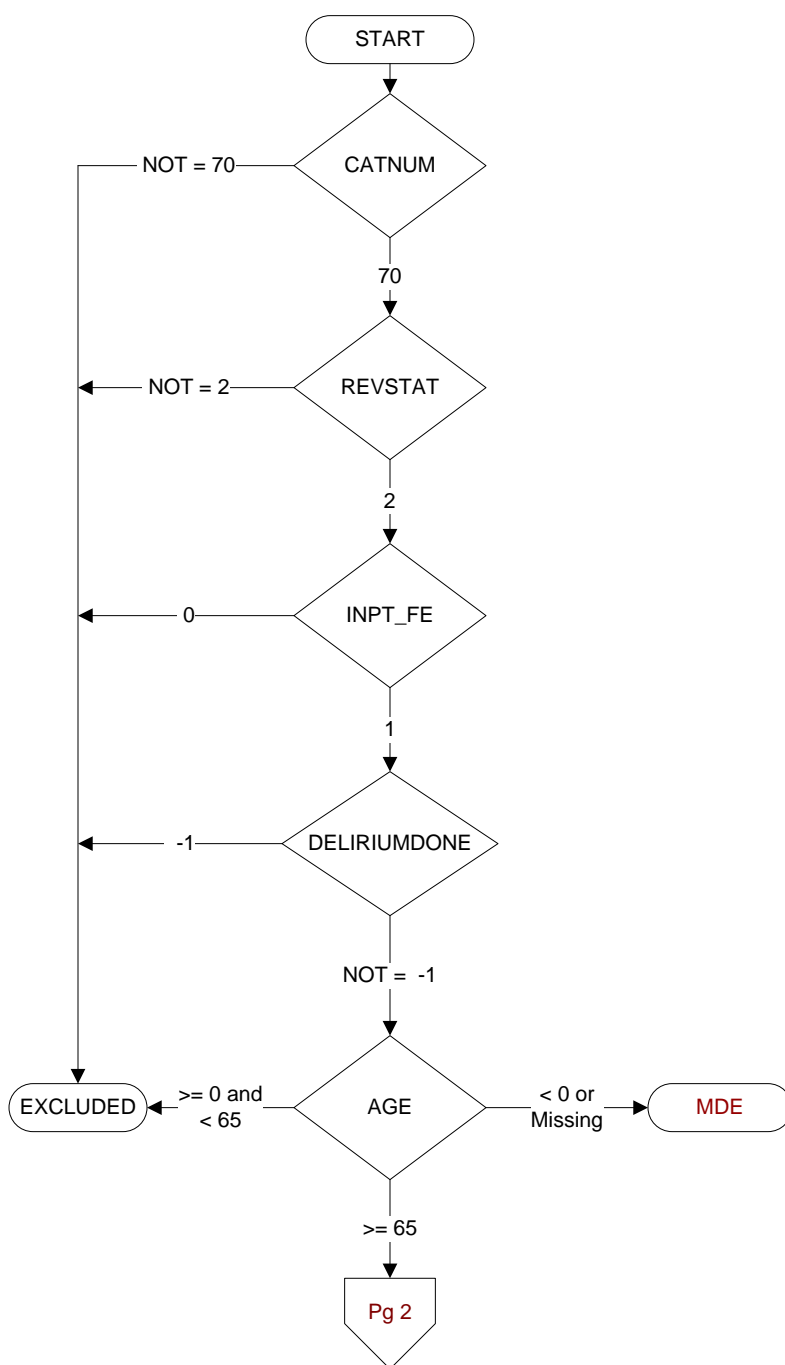 START
CATNUM
NOT = 70
70
REVSTAT
NOT = 2
2
INPT_FE
0
1
DELIRIUMDONE
-1
NOT = -1
EXCLUDED
>= 0 and
< 65
AGE
< 0 or
Missing
MDE
>= 65
Pg 2